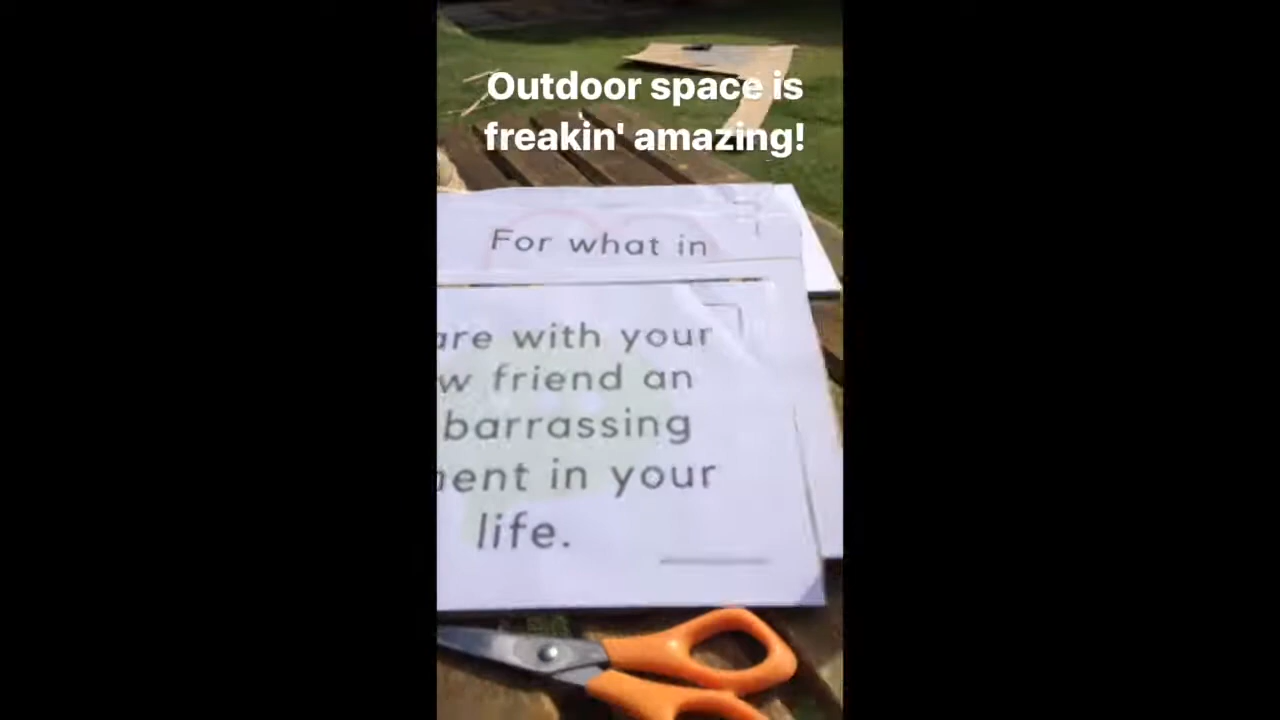 Outdoor space is
freakin' amazing!
For what in
are with your
w friend an
barrassing
ent in your
life.